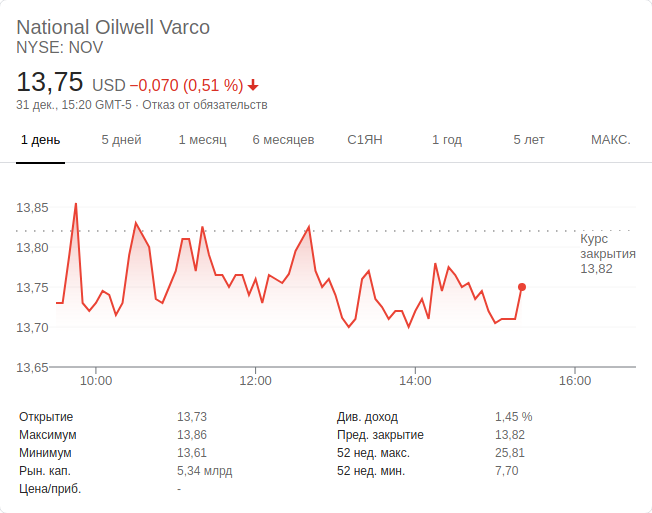 National Oilwell Varco
NYSE: NOV
13,75 USD −0,070 (0,51 %)
31 дек., 15:20 GMT-5 · Отказ от обязательств
1 день 5 дней 1 месяц 6 месяцев С1ЯН 1 год 5 лет МАКС.
13,85
13,80
13,75
13,70
13,65
Курс
закрытия
13,82
10:00 12:00 14:00 16:00
Открытие 13,73 Див. доход 1,45 %
Максимум 13,86 Пред. закрытие 13,82
Минимум 13,61 52 нед. макс. 25,81
Рын. кап. 5,34 млрд 52 нед. мин. 7,70
Цена/приб. -